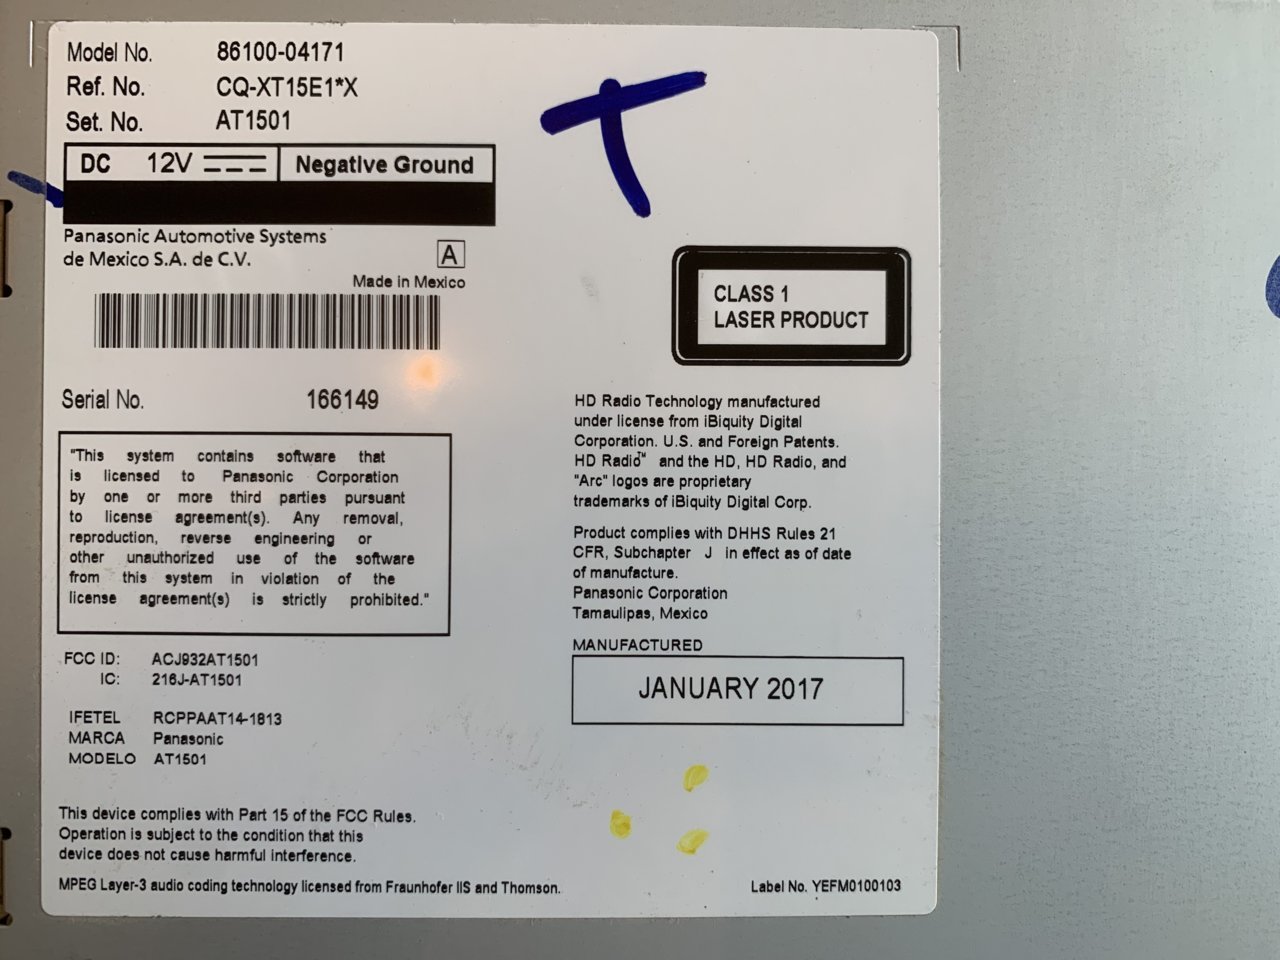 Model No. 86100-04171
Ref. No. CQ-XT15E1*X
Set. No. AT1501
DC 12V Negative Ground
Panasonic Automotive Systems
de Mexico S.A. de C.V.
A
Made in Mexico
Serial No. 166149
"This system contains software that
is licensed to Panasonic Corporation
by one or more third parties pursuant
to license agreement(s). Any removal,
reproduction, reverse engineering or
other unauthorized use of the software
from this system in violation of the
license agreement(s) is strictly prohibited."
FCC ID: ACJ932AT1501
IC: 216J-AT1501
IFETEL RCPPAAT14-1813
MARCA Panasonic
MODELO AT1501
This device complies with Part 15 of the FCC Rules.
Operation is subject to the condition that this
device does not cause harmful interference.
MPEG Layer-3 audio coding technology licensed from Fraunhofer IIS and Thomson.
T
CLASS 1
LASER PRODUCT
HD Radio Technology manufactured
under license from iBiquity Digital
Corporation. U.S. and Foreign Patents.
HD Radio™ and the HD, HD Radio, and
"Arc" logos are proprietary
trademarks of iBiquity Digital Corp.
Product complies with DHHS Rules 21
CFR, Subchapter J in effect as of date
of manufacture.
Panasonic Corporation
Tamaulipas, Mexico
MANUFACTURED
JANUARY 2017
Label No. YEFM0100103